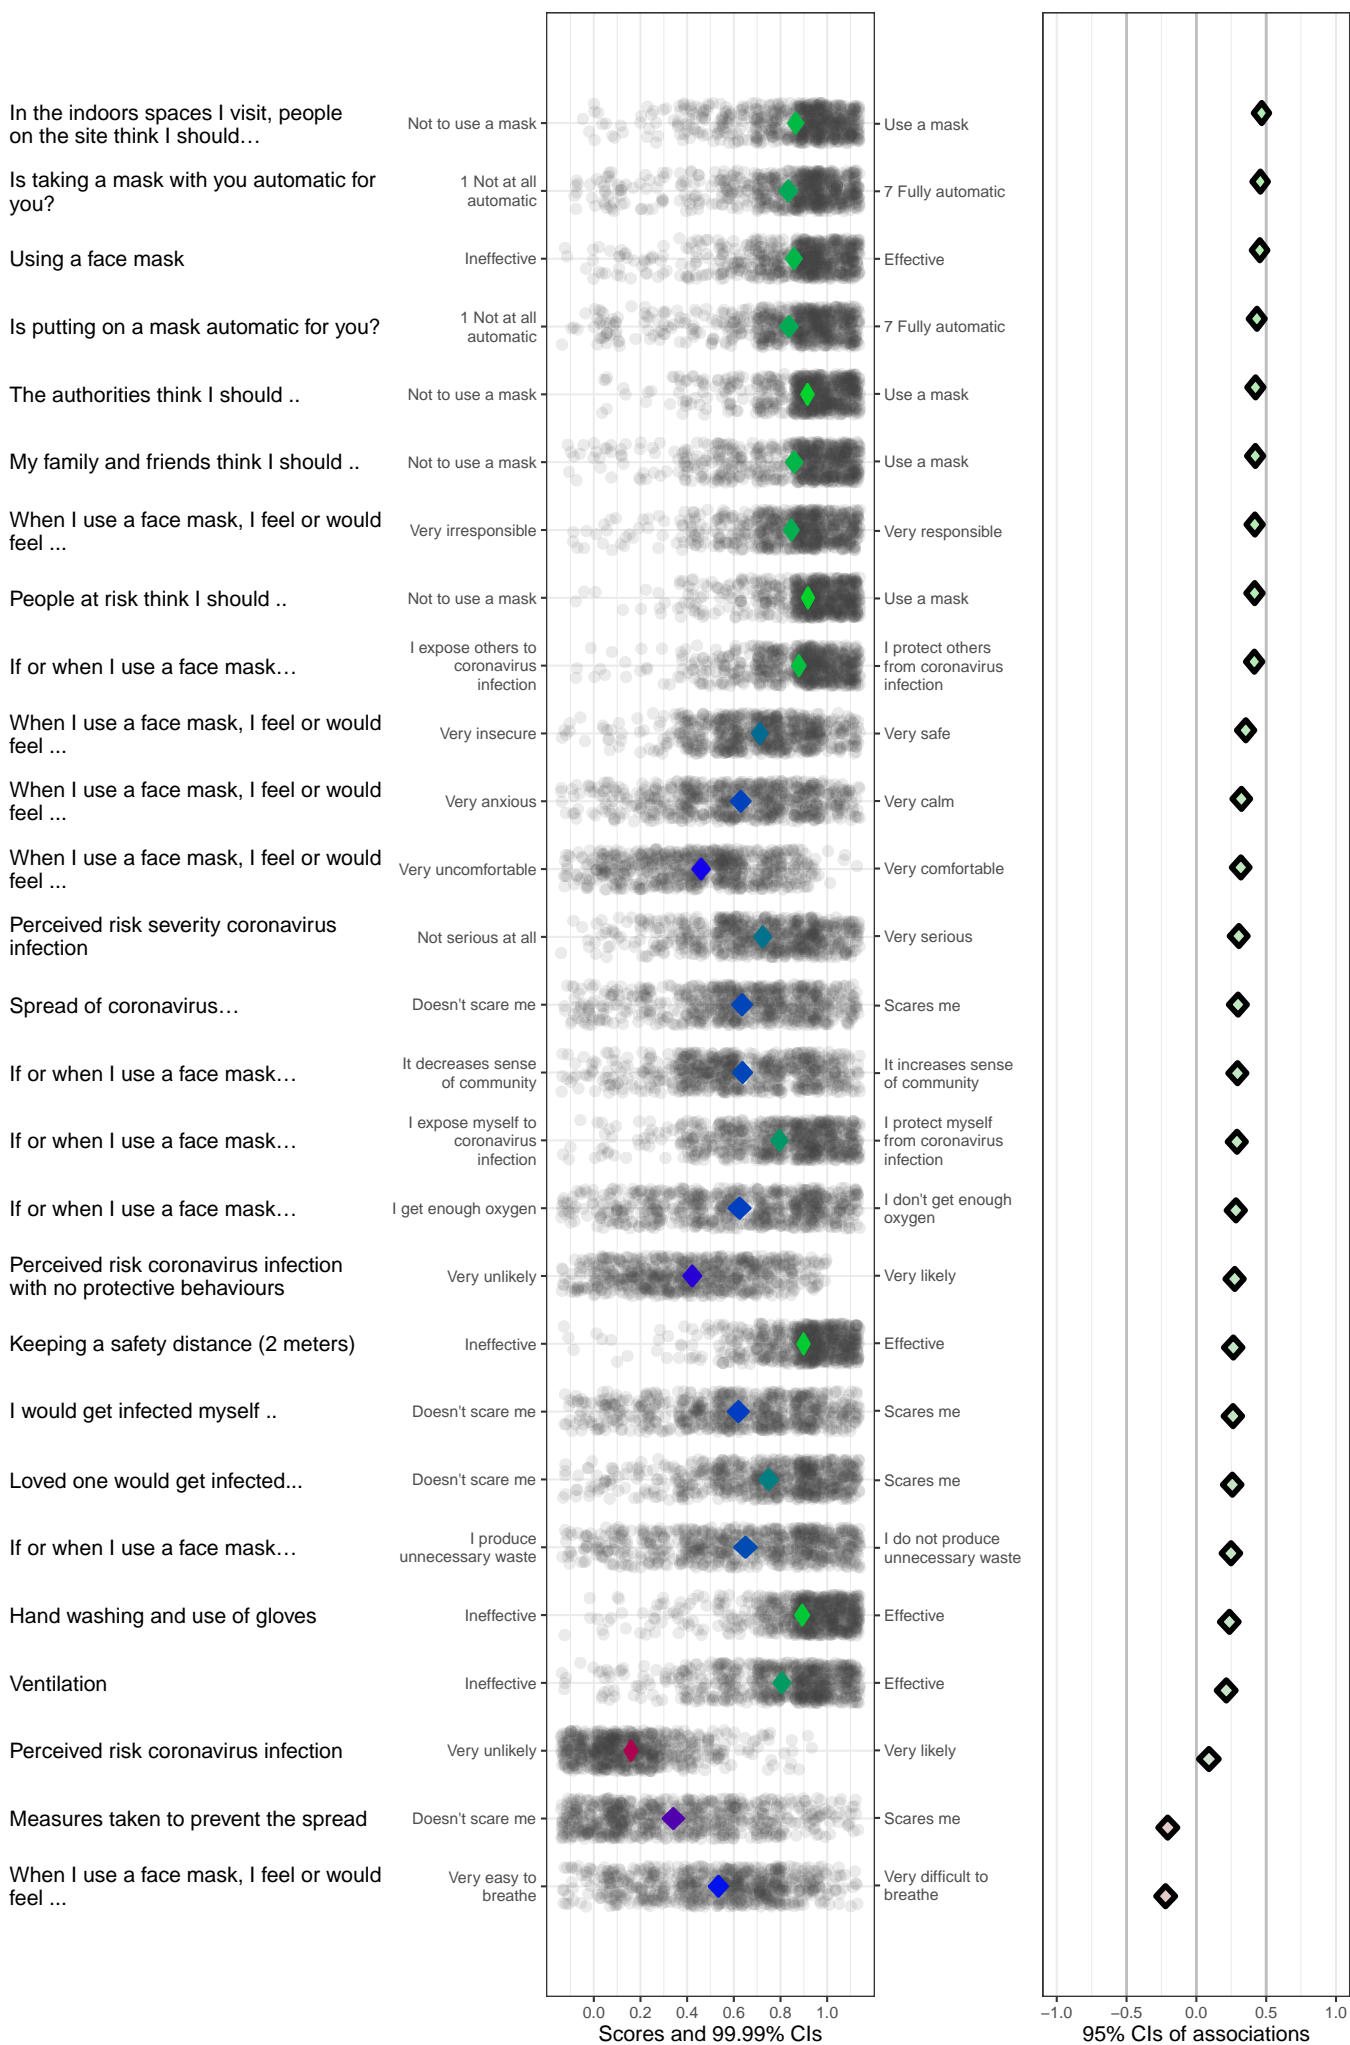 In the indoors spaces I visit, people
on the site think I should…
Not to use a mask
Use a mask
Is taking a mask with you automatic for
you?
1 Not at all
automatic
7 Fully automatic
Using a face mask
Ineffective
Effective
Is putting on a mask automatic for you?
1 Not at all
automatic
7 Fully automatic
The authorities think I should ..
Not to use a mask
Use a mask
My family and friends think I should ..
Not to use a mask
Use a mask
When I use a face mask, I feel or would
feel ...
Very irresponsible
Very responsible
People at risk think I should ..
Not to use a mask
Use a mask
If or when I use a face mask…
I expose others to
coronavirus
infection
I protect others
from coronavirus
infection
When I use a face mask, I feel or would
feel ...
Very insecure
Very safe
When I use a face mask, I feel or would
feel ...
Very anxious
Very calm
When I use a face mask, I feel or would
feel ...
Very uncomfortable
Very comfortable
Perceived risk severity coronavirus
infection
Not serious at all
Very serious
Spread of coronavirus…
Doesn't scare me
Scares me
If or when I use a face mask…
It decreases sense
of community
It increases sense
of community
If or when I use a face mask…
I expose myself to
coronavirus
infection
I protect myself
from coronavirus
infection
If or when I use a face mask…
I get enough oxygen
I don't get enough
oxygen
Perceived risk coronavirus infection
with no protective behaviours
Very unlikely
Very likely
Keeping a safety distance (2 meters)
Ineffective
Effective
I would get infected myself ..
Doesn't scare me
Scares me
Loved one would get infected...
Doesn't scare me
Scares me
If or when I use a face mask…
I produce
unnecessary waste
I do not produce
unnecessary waste
Hand washing and use of gloves
Ineffective
Effective
Ventilation
Ineffective
Effective
Perceived risk coronavirus infection
Very unlikely
Very likely
Measures taken to prevent the spread
Doesn't scare me
Scares me
When I use a face mask, I feel or would
feel ...
Very easy to
breathe
Very difficult to
breathe
0.0 0.2 0.4 0.6 0.8 1.0
Scores and 99.99% CIs
−1.0 −0.5 0.0 0.5 1.0
95% CIs of associations